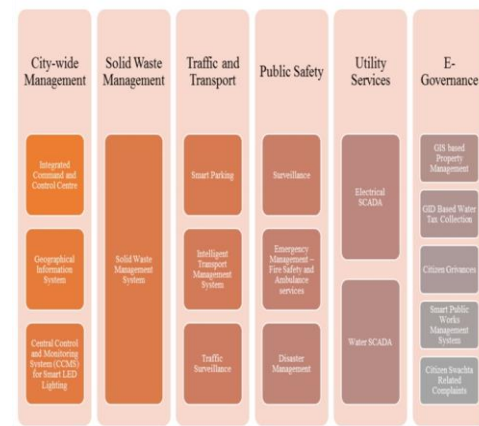 City-wide
Management
Integrated
Command and
Control Centre
Geographical
Information
System
Central Control
and Monitoring
System (CCMS)
for Smart LED
Lighting
Solid Waste
Management
Solid Waste
Management
System
Traffic and
Transport
Smart Parking
Intelligent
Transport
Management
System
Traffic
Surveillance
Public Safety
Surveillance
Emergency
Management –
Fire Safety and
Ambulance
services
Disaster
Management
Utility
Services
Electrical
SCADA
Water SCADA
E-
Governance
GIS based
Property
Management
GID Based Water
Tax Collection
Citizen Grivances
Smart Public
Works
Management
System
Citizen Swachta
Related
Complaints